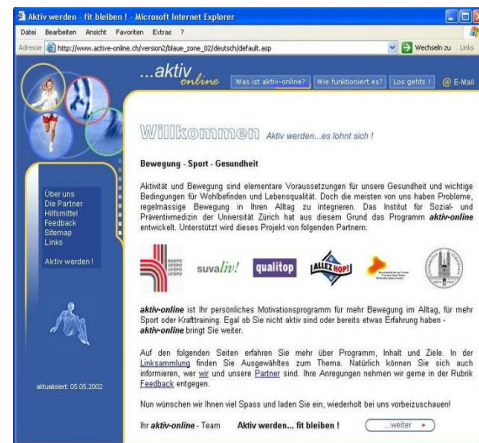 Aktiv werden - fit bleiben ! - Microsoft Internet Explorer
Datei Bearbeiten Ansicht Favoriten Extras ?
Adresse http://www.active-online.ch/version2/blaue_zone_02/deutsch/default.asp Wechseln zu Links
...aktiv
online
Was ist aktiv-online? Wie funktioniert es? Los gehts ! @ E-Mail
Willkommen Aktiv werden...es lohnt sich !
Bewegung - Sport - Gesundheit
Aktivität und Bewegung sind elementare Voraussetzungen für unsere Gesundheit und wichtige
Bedingungen für Wohlbefinden und Lebensqualität. Doch die meisten von uns haben Probleme,
regelmässige Bewegung in ihren Alltag zu integrieren. Das Institut für Sozial- und
Präventivmedizin der Universität Zürich hat aus diesem Grund das Programm aktiv-online
entwickelt. Unterstützt wird dieses Projekt von folgenden Partnern:
Über uns
Die Partner
Hilfsmittel
Feedback
Sitemap
Links
Aktiv werden !
BASPO
suvaliv!
qualitop
ALLEZ HOP!
aktiv-online ist Ihr persönliches Motivationsprogramm für mehr Bewegung im Alltag, für mehr
Sport oder Krafttraining. Egal ob Sie nicht aktiv sind oder bereits etwas Erfahrung haben -
aktiv-online bringt Sie weiter.
Auf den folgenden Seiten erfahren Sie mehr über Programm, Inhalt und Ziele. In der
Linksammlung finden Sie Ausgewähltes zum Thema. Natürlich können Sie sich auch
informieren, wer wir und unsere Partner sind. Ihre Anregungen nehmen wir gerne in der Rubrik
Feedback entgegen.
aktualisiert: 05.05.2002
Nun wünschen wir Ihnen viel Spass und laden Sie ein, wiederholt bei uns vorbeizuschauen!
Ihr aktiv-online - Team Aktiv werden... fit bleiben ! ...weiter